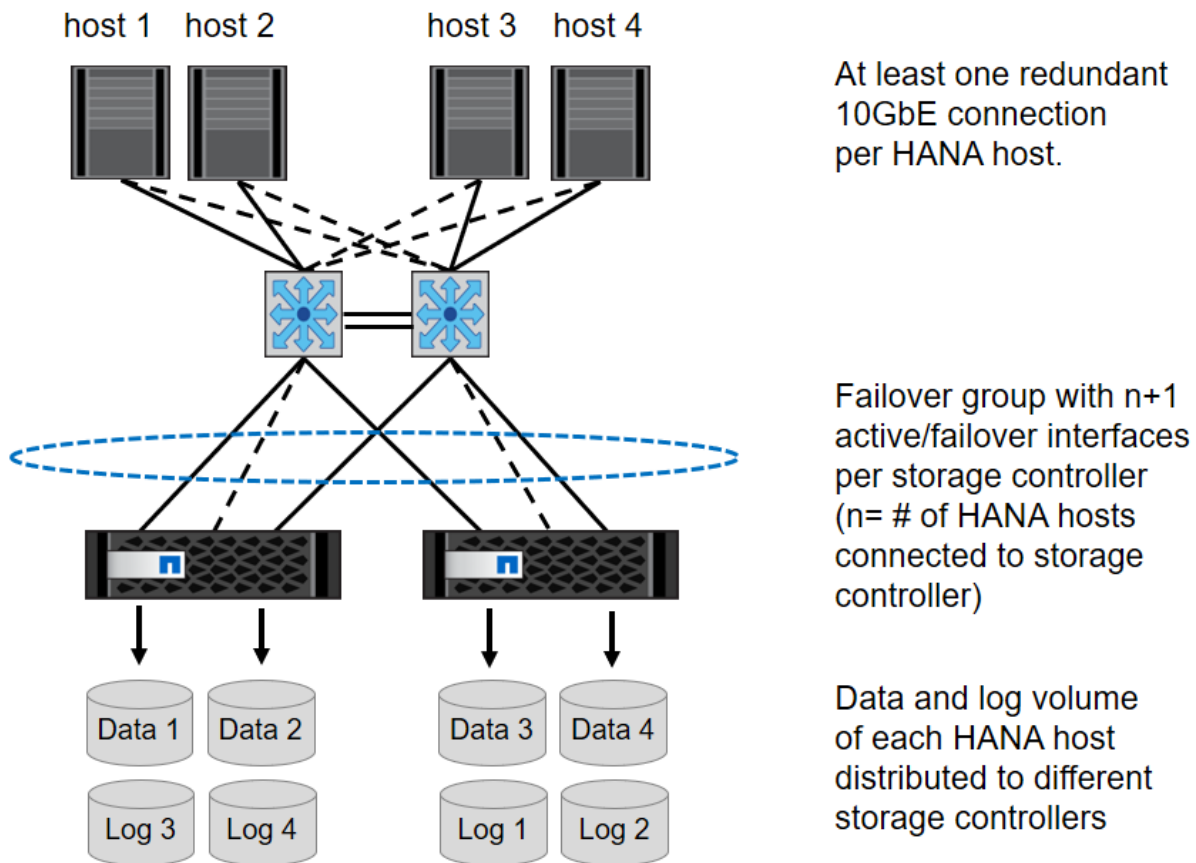 host 1 host 2 host 3 host 4
At least one redundant
10GbE connection
per HANA host.
Failover group with n+1
active/failover interfaces
per storage controller
(n= # of HANA hosts
connected to storage
controller)
Data 1 Data 2 Data 3 Data 4
Log 3 Log 4 Log 1 Log 2
Data and log volume
of each HANA host
distributed to different
storage controllers